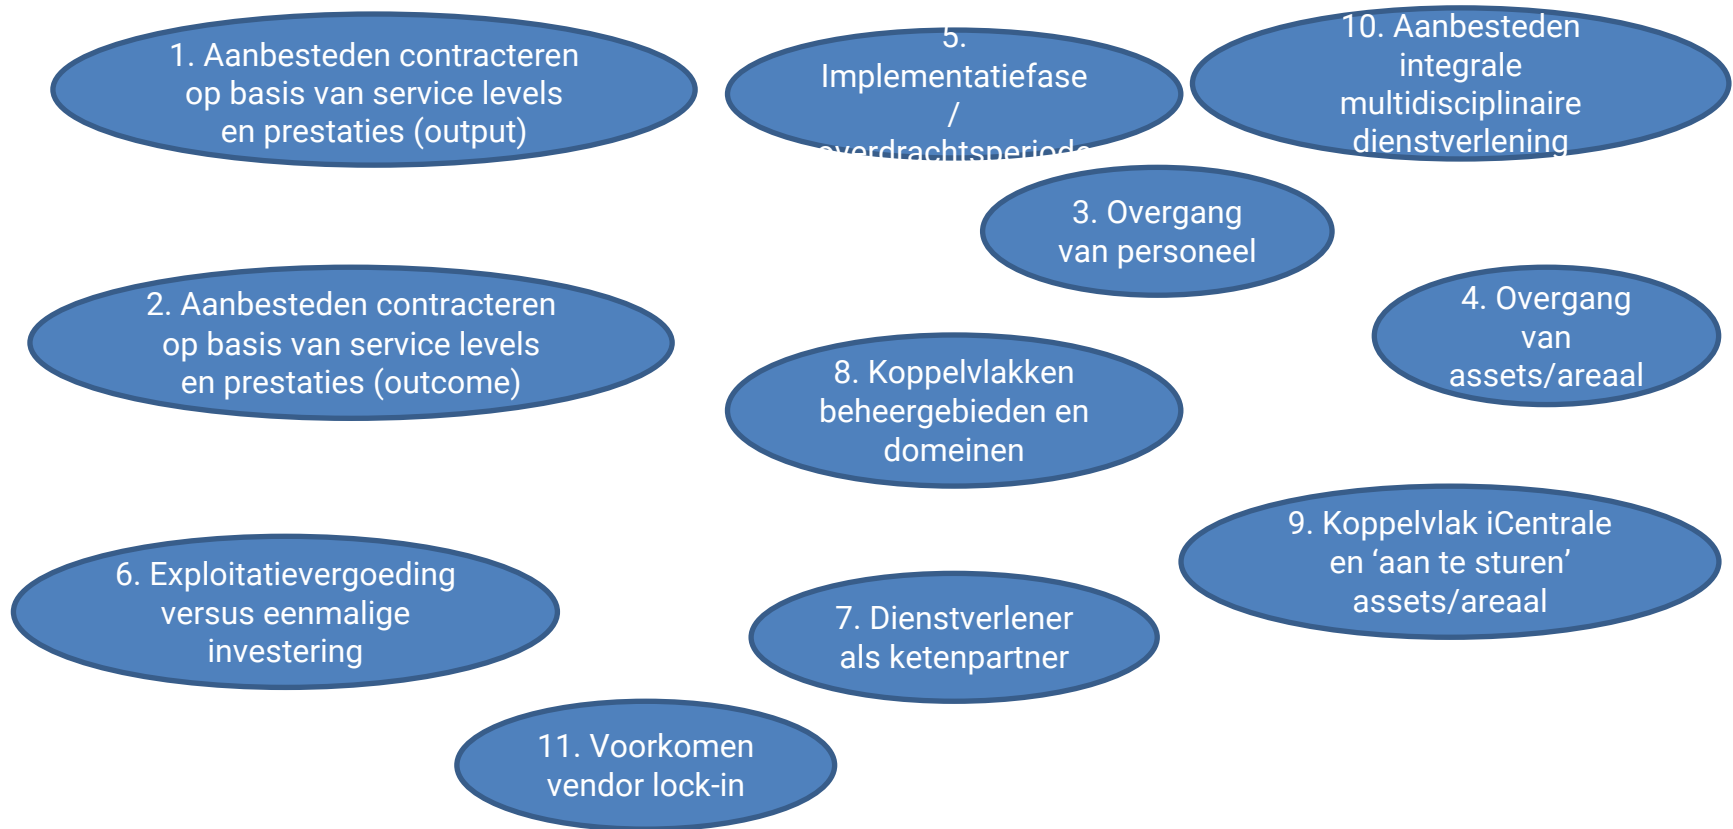 1. Aanbesteden contracteren
op basis van service levels
en prestaties (output)
5.
Implementatiefase
/
overdrachtsperiode
10. Aanbesteden
integrale
multidisciplinaire
dienstverlening
3. Overgang
van personeel
2. Aanbesteden contracteren
op basis van service levels
en prestaties (outcome)
4. Overgang
van
assets/areaal
8. Koppelvlakken
beheergebieden en
domeinen
9. Koppelvlak iCentrale
en ‘aan te sturen’
assets/areaal
6. Exploitatievergoeding
versus eenmalige
investering
7. Dienstverlener
als ketenpartner
11. Voorkomen
vendor lock-in